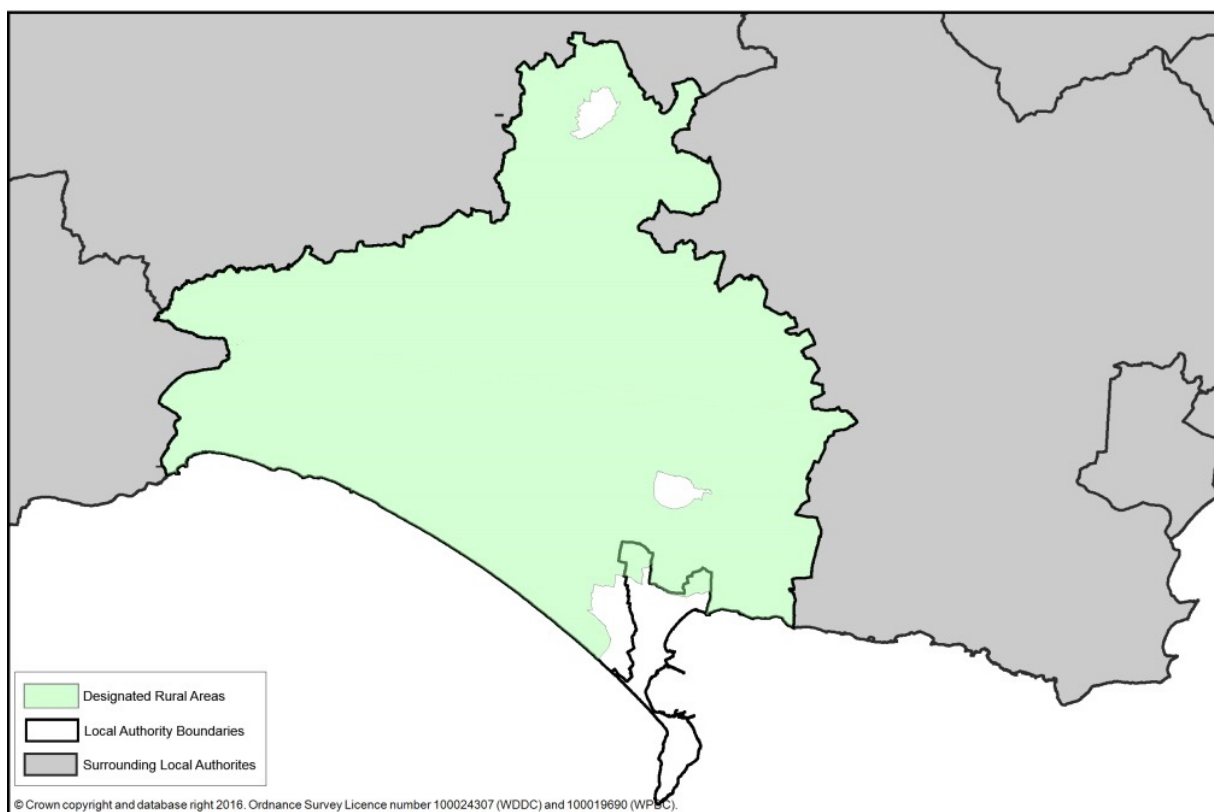 Designated Rural Areas
Local Authority Boundaries
Surrounding Local Authorites
© Crown copyright and database right 2016. Ordnance Survey Licence number 100024307 (WDDC) and 100019690 (WPBC).